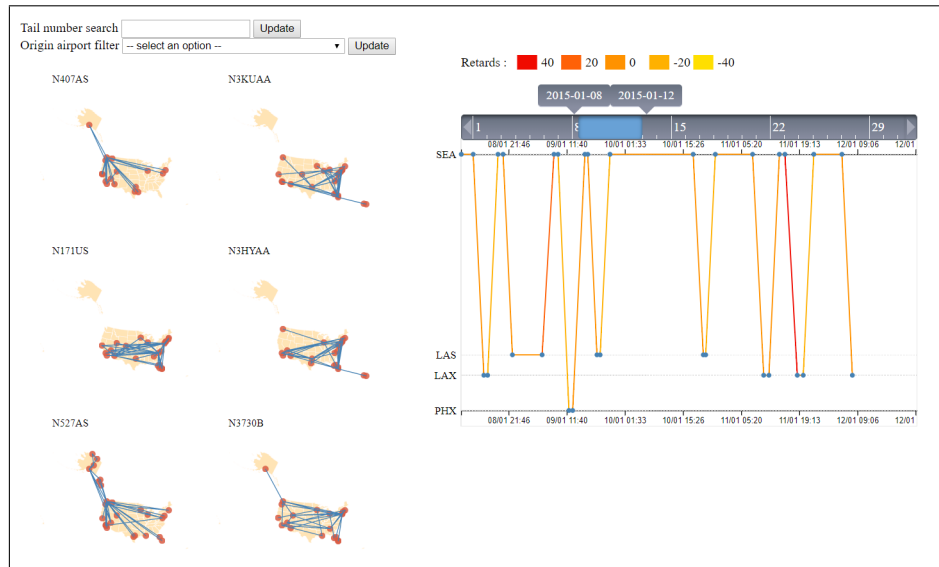 Tail number search Update
Origin airport filter -- select an option -- Update
N407AS N3KUAA
N171US N3HYAA
N527AS N3730B
Retards : 40 20 0 -20 -40
2015-01-08 2015-01-12
1 8 15 22 29
08/01 21:46 09/01 11:40 10/01 01:33 10/01 15:26 11/01 05:20 11/01 19:13 12/01 09:06 12/01
SEA
LAS
LAX
PHX
08/01 21:46 09/01 11:40 10/01 01:33 10/01 15:26 11/01 05:20 11/01 19:13 12/01 09:06 12/01